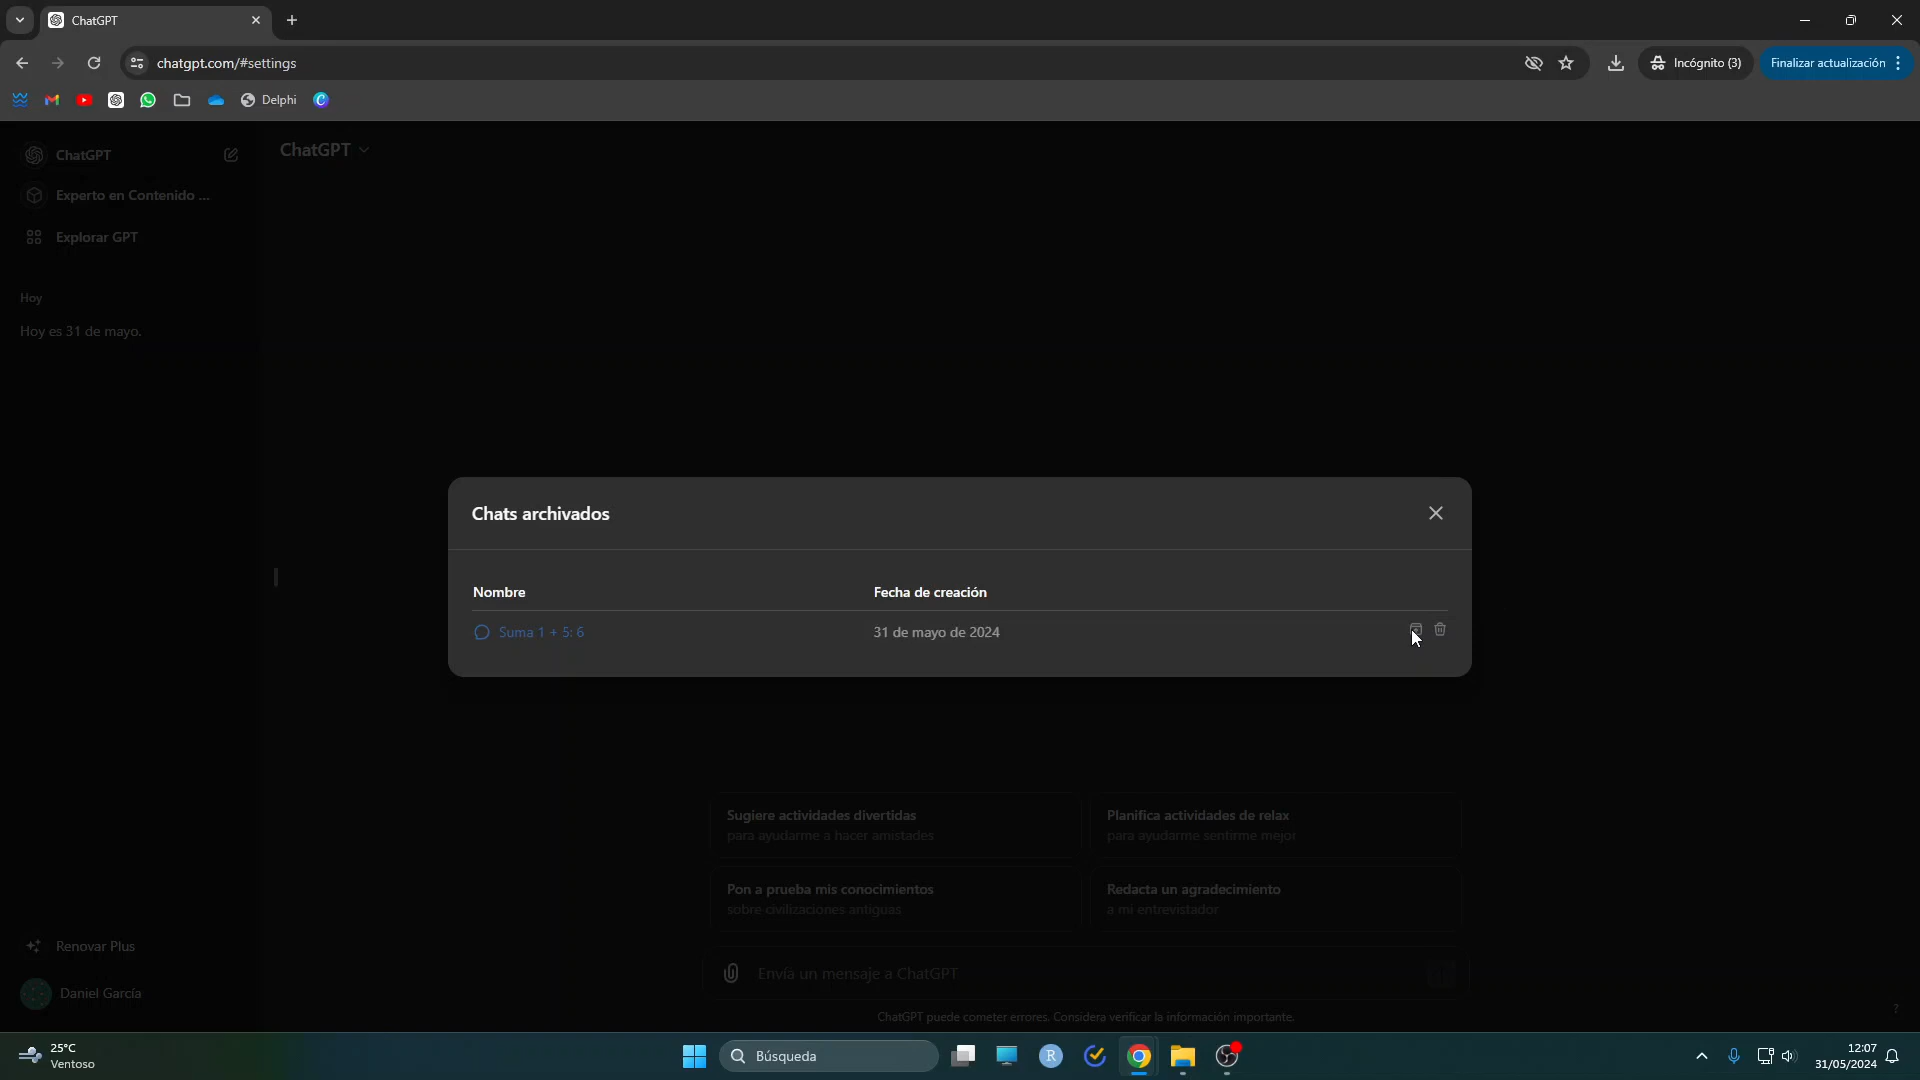 ChatGPT
chatgpt.com/#settings
Incógnito (3)
Finalizar actualización
Delphi
ChatGPT
ChatGPT
Experto en Contenido ...
Explorar GPT
Hoy
Hoy es 31 de mayo.
Chats archivados
Nombre
Fecha de creación
Suma 1 + 5: 6
31 de mayo de 2024
Sugiere actividades divertidas
para ayudarme a hacer amistades
Planifica actividades de relax
para ayudarme sentirme mejor
Pon a prueba mis conocimientos
sobre civilizaciones antiguas
Redacta un agradecimiento
a mi entrevistador
Renovar Plus
Daniel García
Envía un mensaje a ChatGPT
ChatGPT puede cometer errores. Considera verificar la información importante.
?
25°C
Ventoso
Búsqueda
R
12:07
31/05/2024